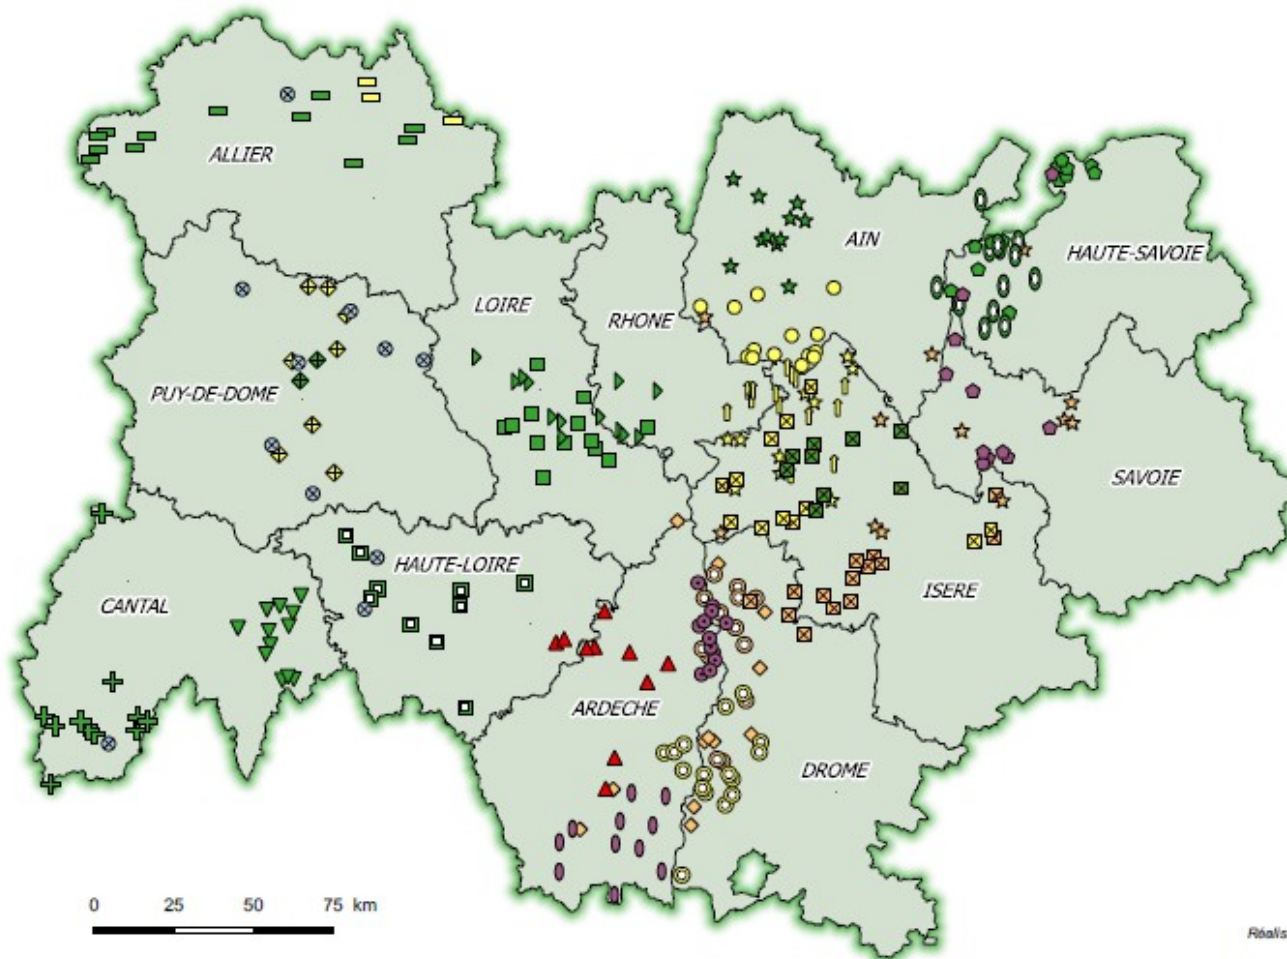 ALLIER
AIN
HAUTE-SAVOIE
LOIRE
RHONE
PUY-DE-DOME
SAVOIE
HAUTE-LOIRE
ISERE
CANTAL
ARDECHE
DROME
0 25 50 75 km
Réalis